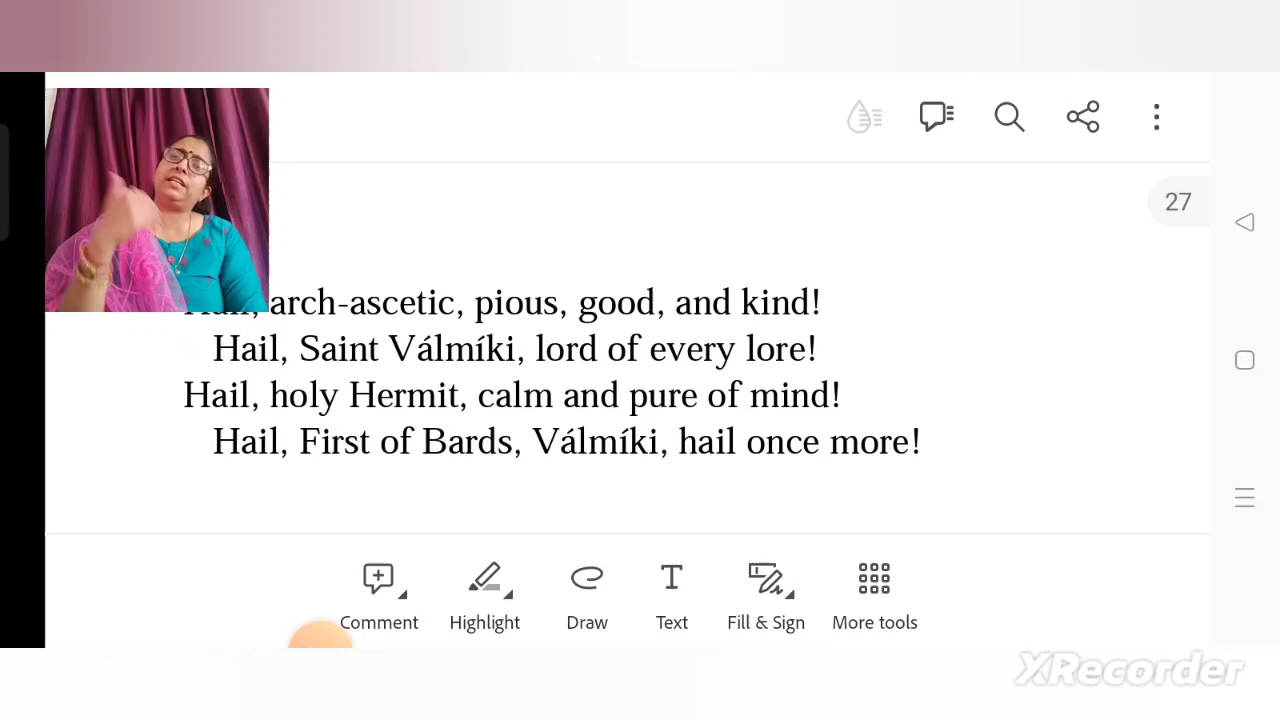 27
arch-ascetic, pious, good, and kind!
Hail, Saint Válmíki, lord of every lore!
Hail, holy Hermit, calm and pure of mind!
Hail, First of Bards, Válmíki, hail once more!
Comment Highlight Draw Text Fill & Sign More tools
XRecorder